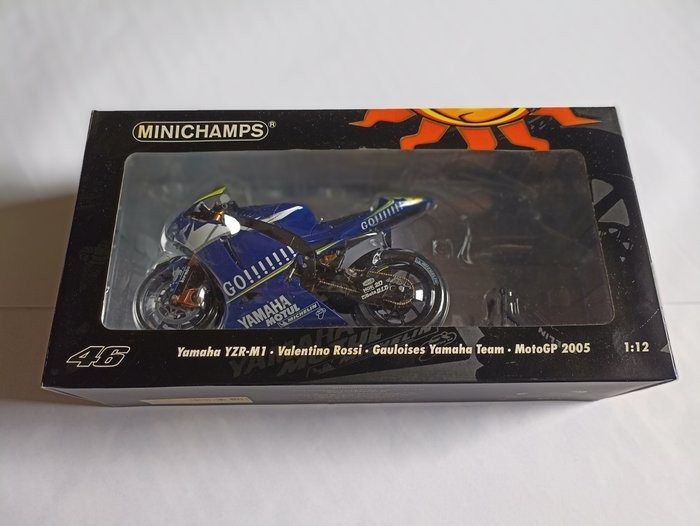 MINICHAMPS®
GO!!!!!!!
GO!!!!!!!
YAMAHA
MOTUL
MICHELIN
46
Yamaha YZR-M1 · Valentino Rossi · Gauloises Yamaha Team · MotoGP 2005
1:12